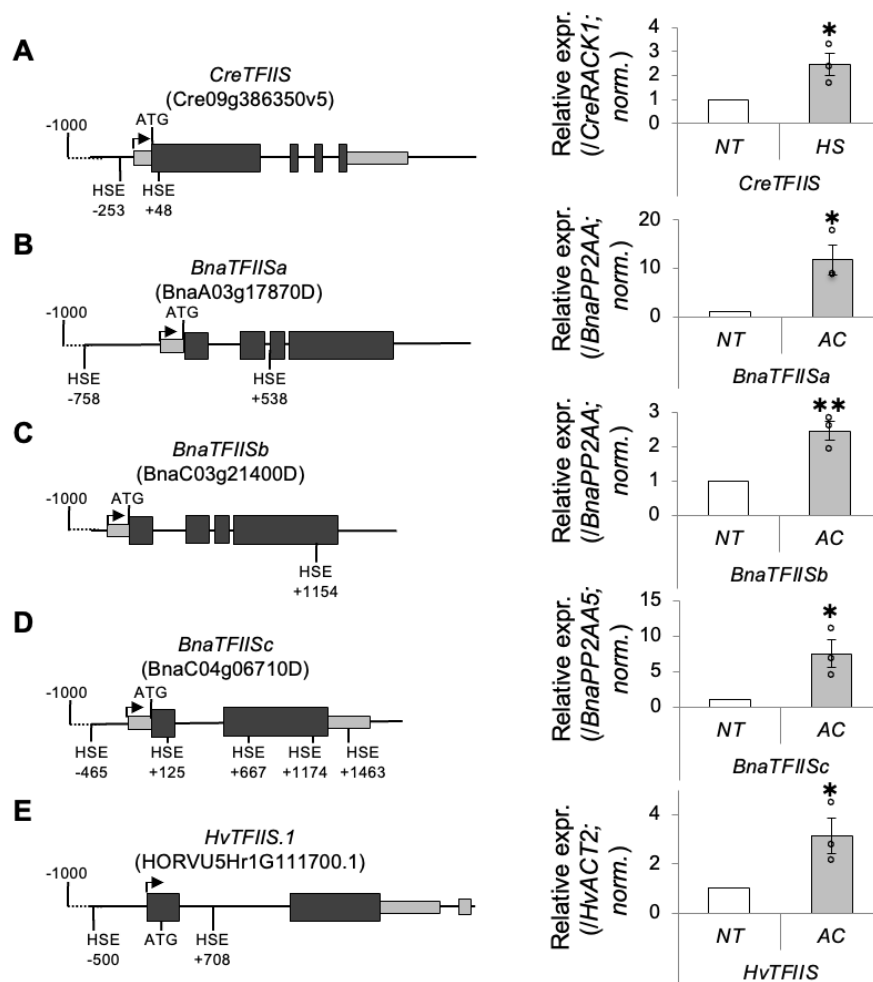 A
CreTFIIS
(Cre09g386350v5)
-1000
ATG
HSE
-253
HSE
+48
Relative expr.
(/CreRACK1;
norm.)
4
3
2
1
0
*
NT
HS
CreTFIIS
B
BnaTFIISa
(BnaA03g17870D)
-1000
ATG
HSE
-758
HSE
+538
Relative expr.
(/BnaPP2AA;
norm.)
20
10
0
*
NT
AC
BnaTFIISa
C
BnaTFIISb
(BnaC03g21400D)
-1000
ATG
HSE
+1154
Relative expr.
(/BnaPP2AA;
norm.)
3
2
1
0
**
NT
AC
BnaTFIISb
D
BnaTFIISc
(BnaC04g06710D)
-1000
ATG
HSE
-465
HSE
+125
HSE
+667
HSE
+1174
HSE
+1463
Relative expr.
(/BnaPP2AA5;
norm.)
15
10
5
0
*
NT
AC
BnaTFIISc
E
HvTFIIS.1
(HORVU5Hr1G111700.1)
-1000
HSE
-500
ATG
HSE
+708
Relative expr.
(/HvACT2;
norm.)
4
2
0
*
NT
AC
HvTFIIS